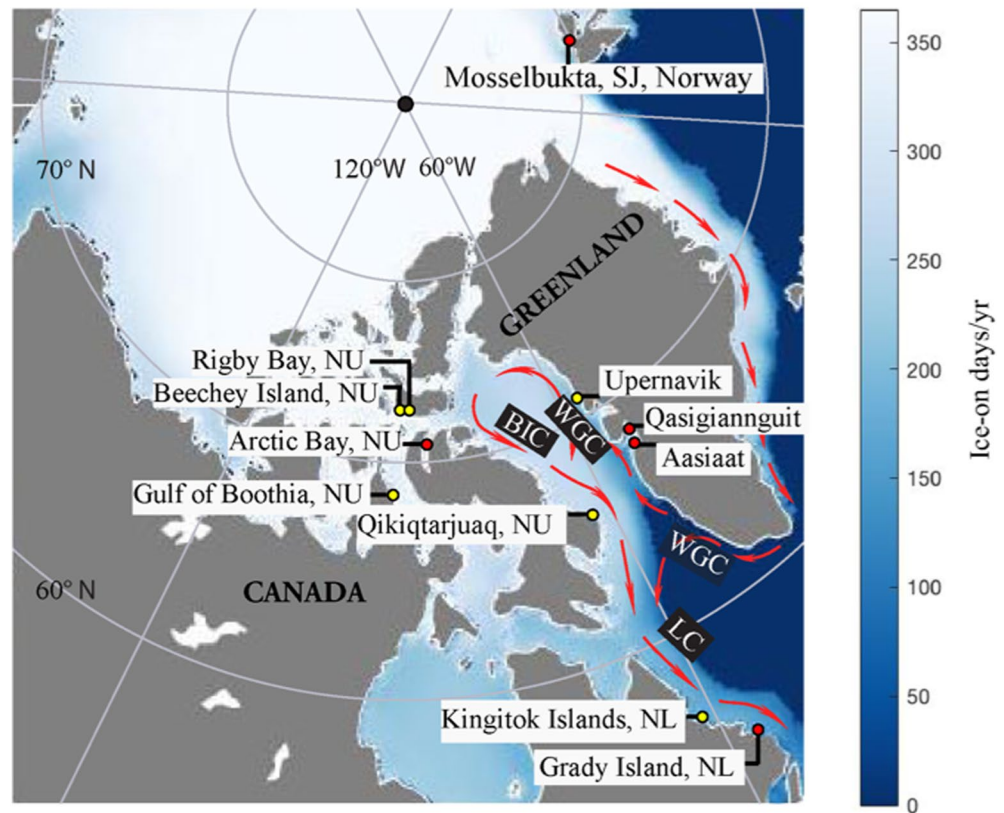 Mosselbukta, SJ, Norway
70° N
120°W 60°W
GREENLAND
Rigby Bay, NU
Beechey Island, NU
Arctic Bay, NU
Gulf of Boothia, NU
Qikiqtarjuaq, NU
Upernavik
Qasigiannguit
Aasiaat
BIC
WGC
WGC
60° N
CANADA
LC
Kingitok Islands, NL
Grady Island, NL
350
300
250
200
150
100
50
0
Ice-on days/yr